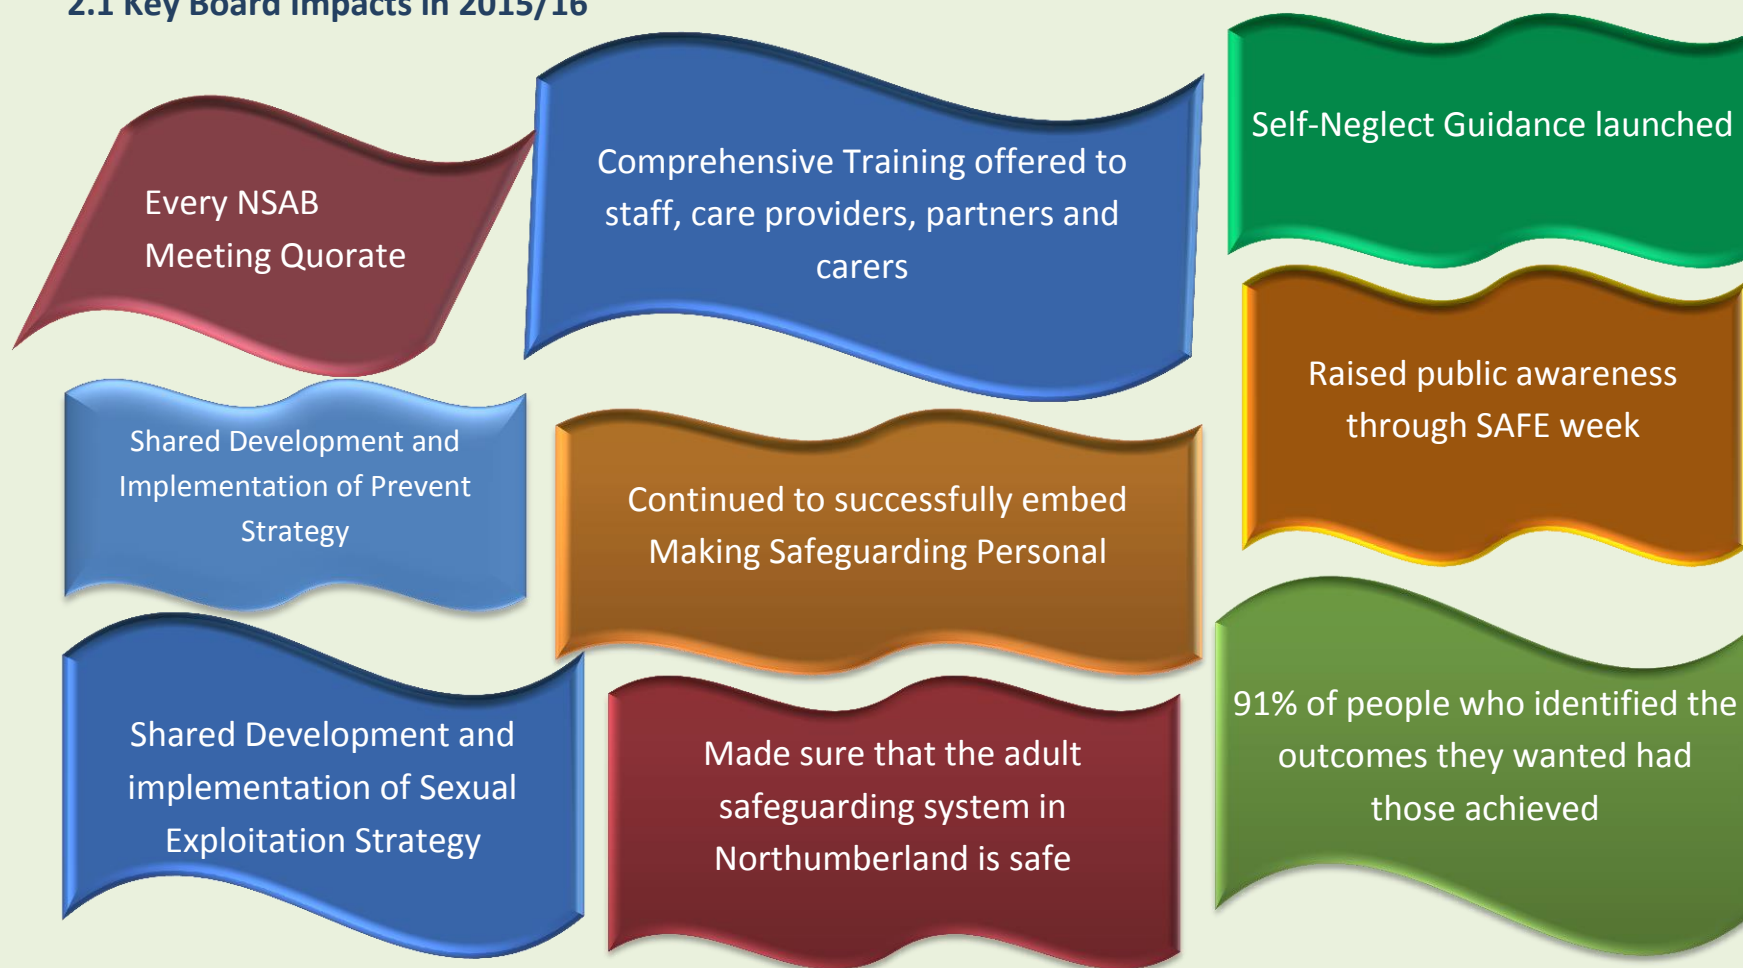 2.1 Key Board Impacts in 2015/16
Every NSAB
Meeting Quorate
Comprehensive Training offered to
staff, care providers, partners and
carers
Self-Neglect Guidance launched
Raised public awareness
through SAFE week
Shared Development and
Implementation of Prevent
Strategy
Continued to successfully embed
Making Safeguarding Personal
Shared Development and
implementation of Sexual
Exploitation Strategy
Made sure that the adult
safeguarding system in
Northumberland is safe
91% of people who identified the
outcomes they wanted had
those achieved